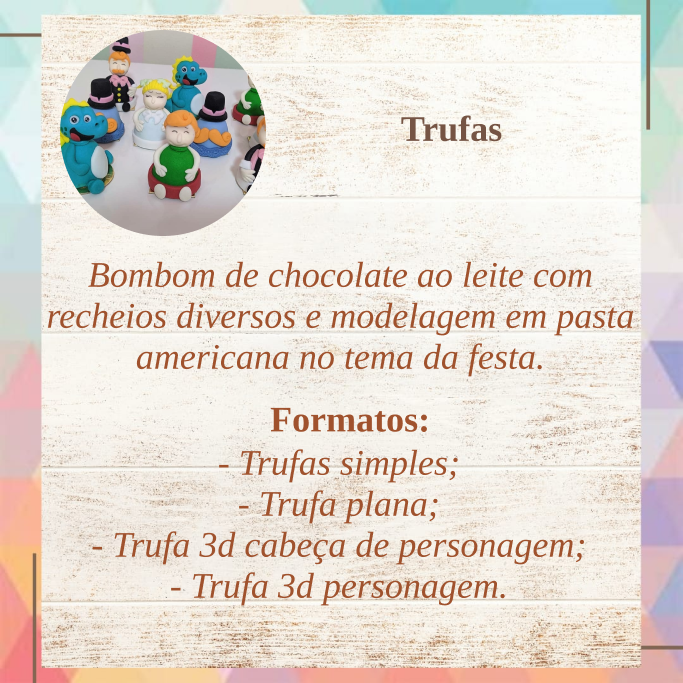 Trufas
Bombom de chocolate ao leite com
recheios diversos e modelagem em pasta
americana no tema da festa.
Formatos:
- Trufas simples;
- Trufa plana;
- Trufa 3d cabeça de personagem;
- Trufa 3d personagem.